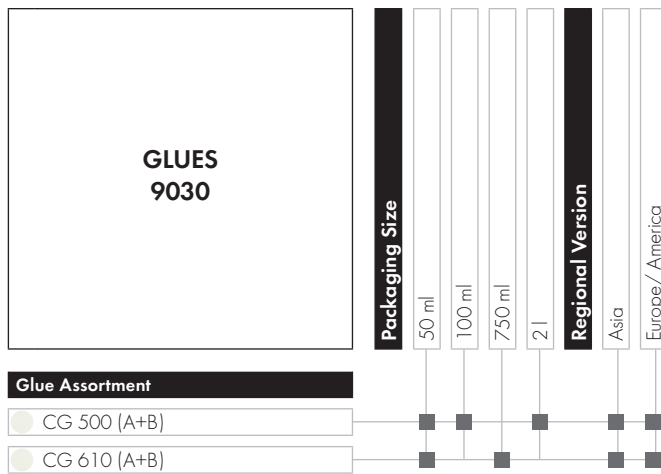 GLUES
9030
Packaging Size
50 ml
100 ml
750 ml
2 l
Regional Version
Asia
Europe/ America
Glue Assortment
CG 500 (A+B)
CG 610 (A+B)